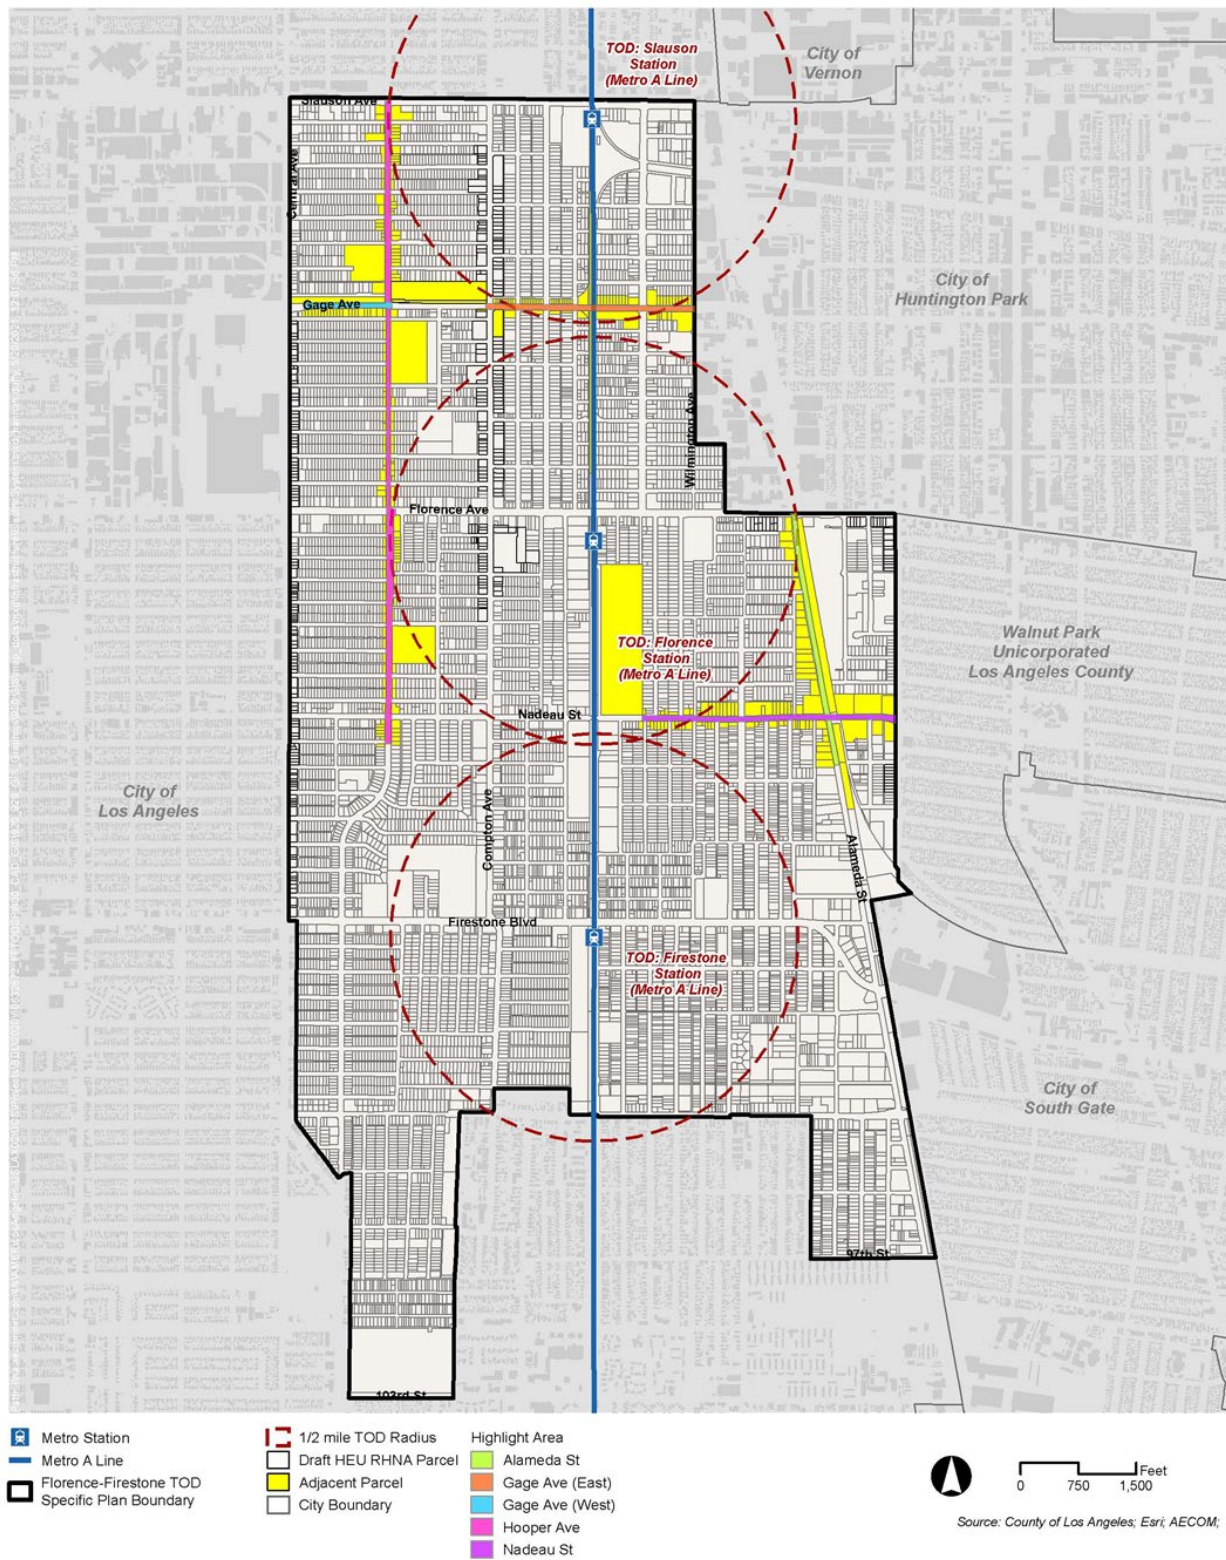 TOD: Slauson
Station
(Metro A Line)
City of
Vernon
Slauson Ave
Central Ave
City of
Huntington Park
Gage Ave
Wilmington Ave
Florence Ave
TOD: Florence
Station
(Metro A Line)
Walnut Park
Unicorporated
Los Angeles County
Nadeau St
City of
Los Angeles
Compton Ave
Alameda St
Firestone Blvd
TOD: Firestone
Station
(Metro A Line)
City of
South Gate
97th St
103rd St
Metro Station
Metro A Line
Florence-Firestone TOD
Specific Plan Boundary
1/2 mile TOD Radius
Draft HEU RHNA Parcel
Adjacent Parcel
City Boundary
Highlight Area
Alameda St
Gage Ave (East)
Gage Ave (West)
Hooper Ave
Nadeau St
Feet
0 750 1,500
Source: County of Los Angeles; Esri; AECOM;